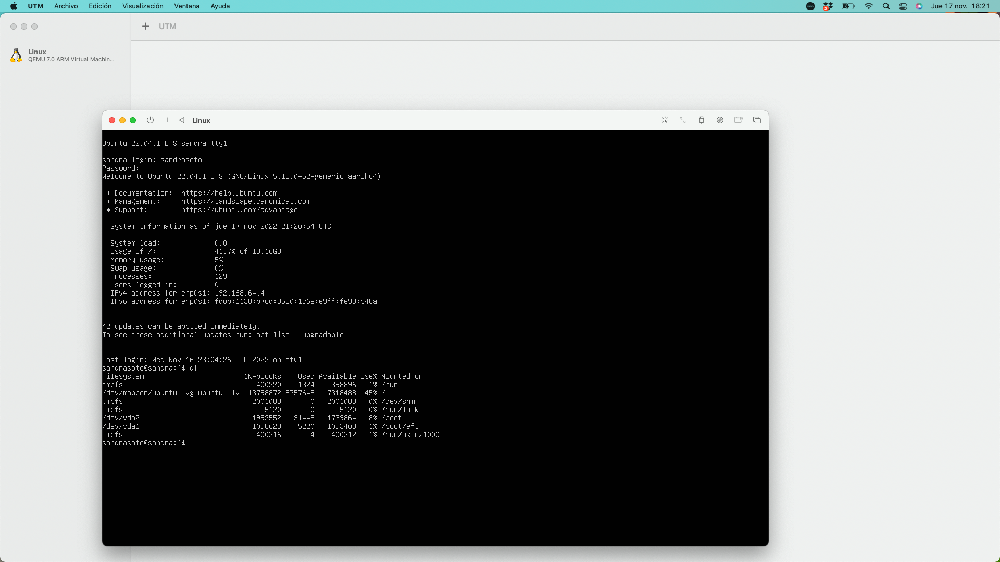 UTM Archivo Edición Visualización Ventana Ayuda 2 Jue 17 nov. 18:21
UTM
Linux
QEMU 7.0 ARM Virtual Machin...
Linux
Ubuntu 22.04.1 LTS sandra tty1
sandra login: sandrasoto
Password:
Welcome to Ubuntu 22.04.1 LTS (GNU/Linux 5.15.0-52-generic aarch64)
* Documentation: https://help.ubuntu.com
* Management: https://landscape.canonical.com
* Support: https://ubuntu.com/advantage
System information as of jue 17 nov 2022 21:20:54 UTC
System load: 0.0
Usage of /: 41.7% of 13.16GB
Memory usage: 5%
Swap usage: 0%
Processes: 129
Users logged in: 0
IPv4 address for enp0s1: 192.168.64.4
IPv6 address for enp0s1: fd0b:1138:b7cd:9580:1c6e:e9ff:fe93:b48a
42 updates can be applied immediately.
To see these additional updates run: apt list --upgradable
Last login: Wed Nov 16 23:04:26 UTC 2022 on tty1
sandrasoto@sandra:~$ df
Filesystem 1K-blocks Used Available Use% Mounted on
tmpfs 400220 1324 398896 1% /run
/dev/mapper/ubuntu--vg-ubuntu--lv 13798872 5757648 7318488 45% /
tmpfs 2001088 0 2001088 0% /dev/shm
tmpfs 5120 0 5120 0% /run/lock
/dev/vda2 1992552 131448 1739864 8% /boot
/dev/vda1 1098628 5220 1093408 1% /boot/efi
tmpfs 400216 4 400212 1% /run/user/1000
sandrasoto@sandra:~$